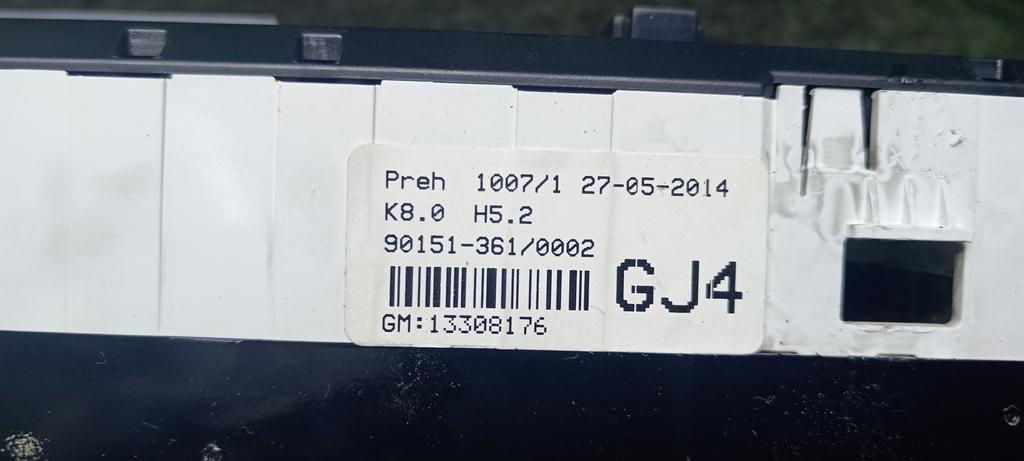 Preh 1007/1 27-05-2014
K8.0 H5.2
90151-361/0002
GJ4
GM:13308176